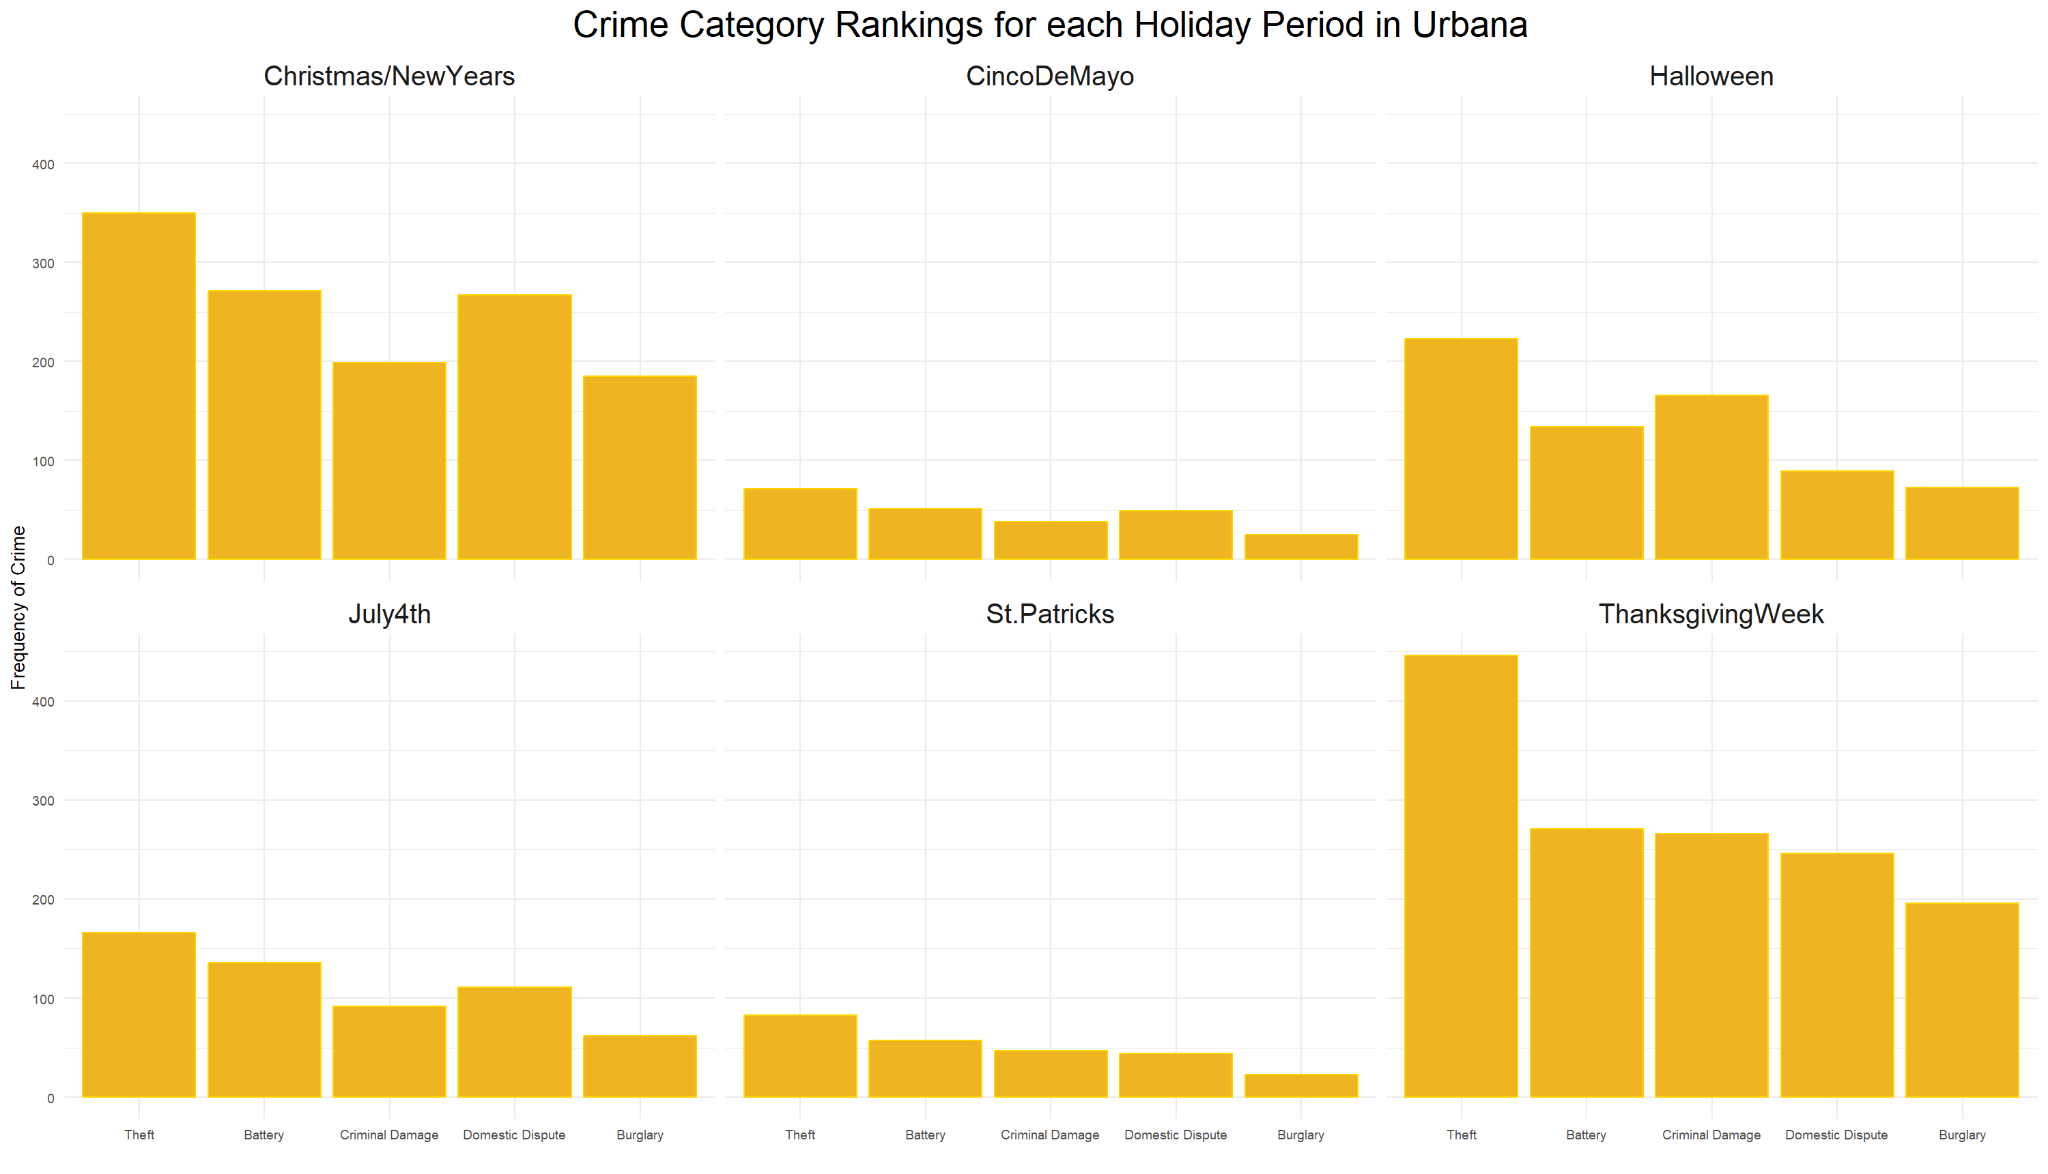 Crime Category Rankings for each Holiday Period in Urbana
Christmas/NewYears
CincoDeMayo
Halloween
400
300
200
100
0
Frequency of Crime
July4th
St.Patricks
ThanksgivingWeek
400
300
200
100
0
Theft Battery Criminal Damage Domestic Dispute Burglary
Theft Battery Criminal Damage Domestic Dispute Burglary
Theft Battery Criminal Damage Domestic Dispute Burglary